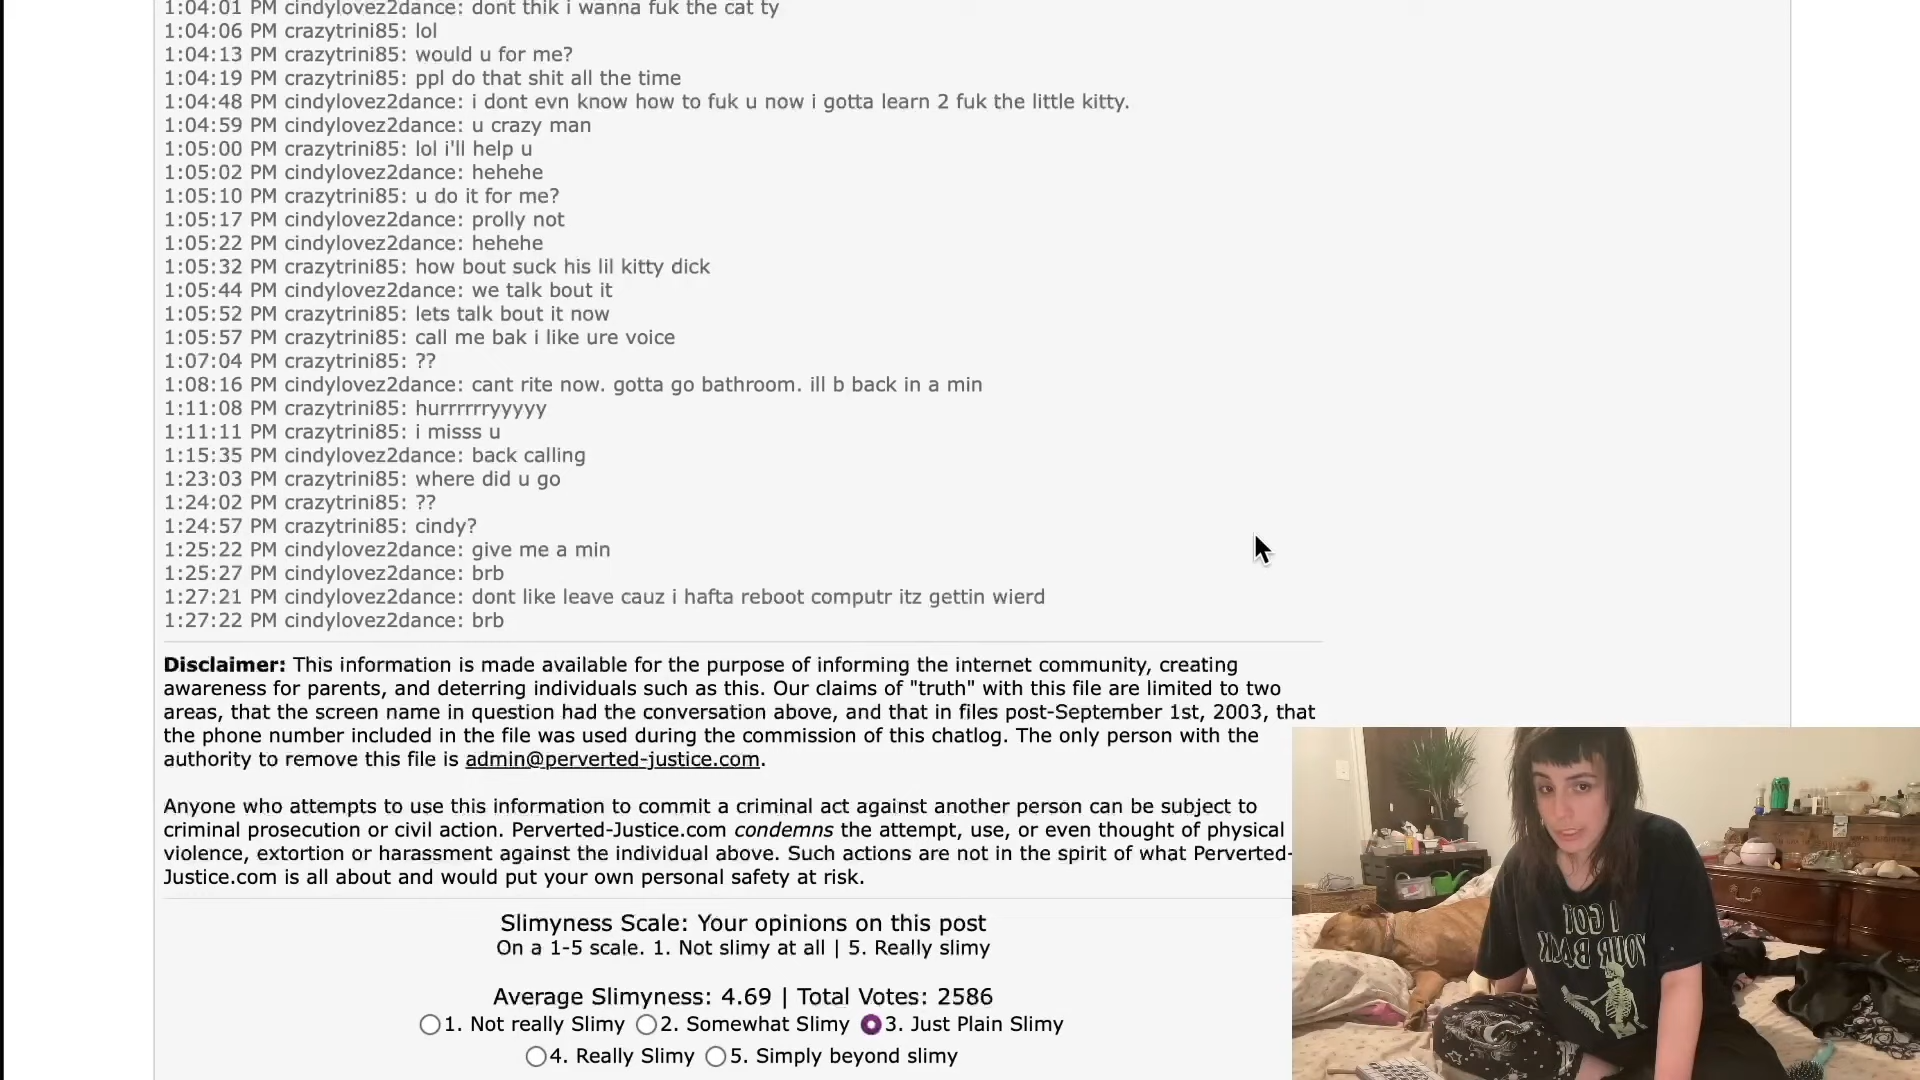 1:04:01 PM cindylovez2dance: dont thik i wanna fuk the cat ty
1:04:06 PM crazytrini85: lol
1:04:13 PM crazytrini85: would u for me?
1:04:19 PM crazytrini85: ppl do that shit all the time
1:04:48 PM cindylovez2dance: i dont evn know how to fuk u now i gotta learn 2 fuk the little kitty.
1:04:59 PM cindylovez2dance: u crazy man
1:05:00 PM crazytrini85: lol i'll help u
1:05:02 PM cindylovez2dance: hehehe
1:05:10 PM crazytrini85: u do it for me?
1:05:17 PM cindylovez2dance: prolly not
1:05:22 PM cindylovez2dance: hehehe
1:05:32 PM crazytrini85: how bout suck his lil kitty dick
1:05:44 PM cindylovez2dance: we talk bout it
1:05:52 PM crazytrini85: lets talk bout it now
1:05:57 PM crazytrini85: call me bak i like ure voice
1:07:04 PM crazytrini85: ??
1:08:16 PM cindylovez2dance: cant rite now. gotta go bathroom. ill b back in a min
1:11:08 PM crazytrini85: hurrrrrryyyyy
1:11:11 PM crazytrini85: i misss u
1:15:35 PM cindylovez2dance: back calling
1:23:03 PM crazytrini85: where did u go
1:24:02 PM crazytrini85: ??
1:24:57 PM crazytrini85: cindy?
1:25:22 PM cindylovez2dance: give me a min
1:25:27 PM cindylovez2dance: brb
1:27:21 PM cindylovez2dance: dont like leave cauz i hafta reboot computr itz gettin wierd
1:27:22 PM cindylovez2dance: brb
Disclaimer: This information is made available for the purpose of informing the internet community, creating
awareness for parents, and deterring individuals such as this. Our claims of "truth" with this file are limited to two
areas, that the screen name in question had the conversation above, and that in files post-September 1st, 2003, that
the phone number included in the file was used during the commission of this chatlog. The only person with the
authority to remove this file is admin@perverted-justice.com.
Anyone who attempts to use this information to commit a criminal act against another person can be subject to
criminal prosecution or civil action. Perverted-Justice.com condemns the attempt, use, or even thought of physical
violence, extortion or harassment against the individual above. Such actions are not in the spirit of what Perverted-
Justice.com is all about and would put your own personal safety at risk.
Slimyness Scale: Your opinions on this post
On a 1-5 scale. 1. Not slimy at all | 5. Really slimy
Average Slimyness: 4.69 | Total Votes: 2586
1. Not really Slimy 2. Somewhat Slimy 3. Just Plain Slimy
4. Really Slimy 5. Simply beyond slimy
I GOT
YOUR BACK